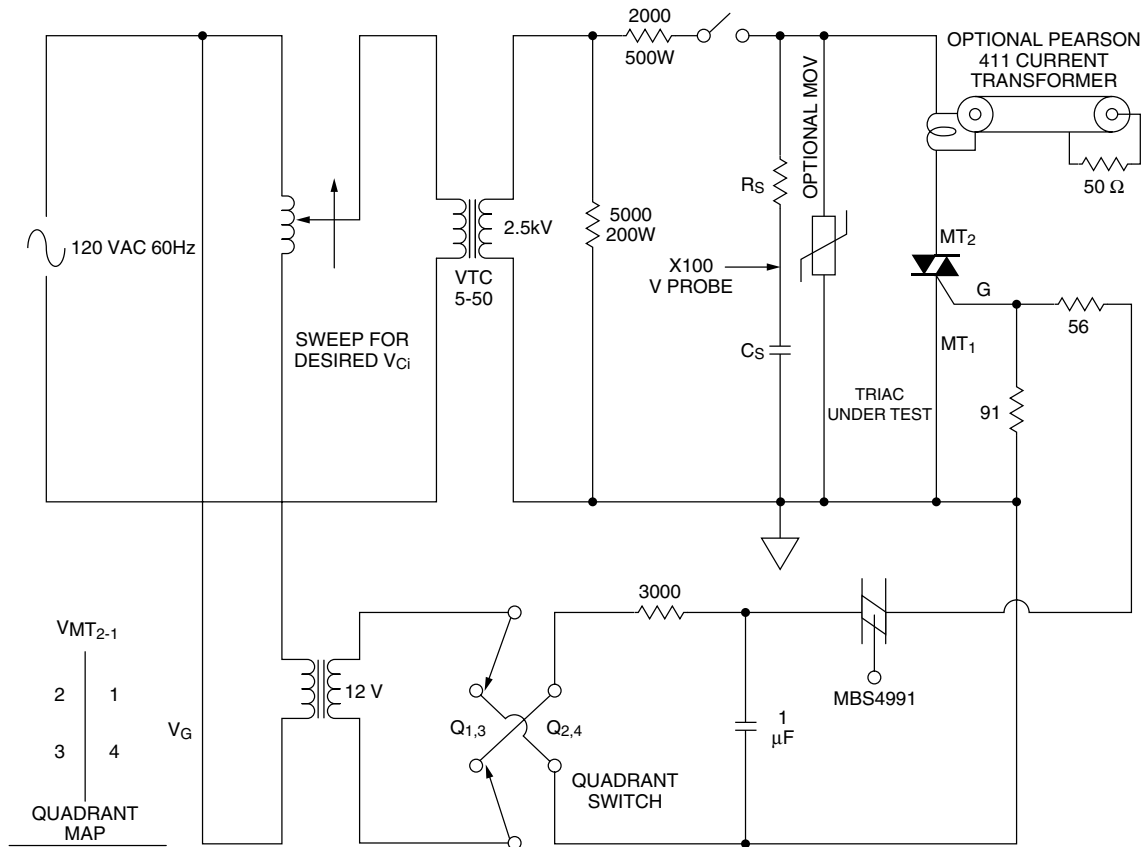 2000
500W
OPTIONAL PEARSON
411 CURRENT
TRANSFORMER
50 Ω
120 VAC 60Hz
SWEEP FOR
DESIRED VCi
VTC
5-50
2.5kV
5000
200W
RS
X100
V PROBE
CS
OPTIONAL MOV
MT2
G
MT1
56
91
TRIAC
UNDER TEST
3000
MBS4991
1
μF
12 V
Q1,3
Q2,4
QUADRANT
SWITCH
VMT2-1
2 1
VG
3 4
QUADRANT
MAP